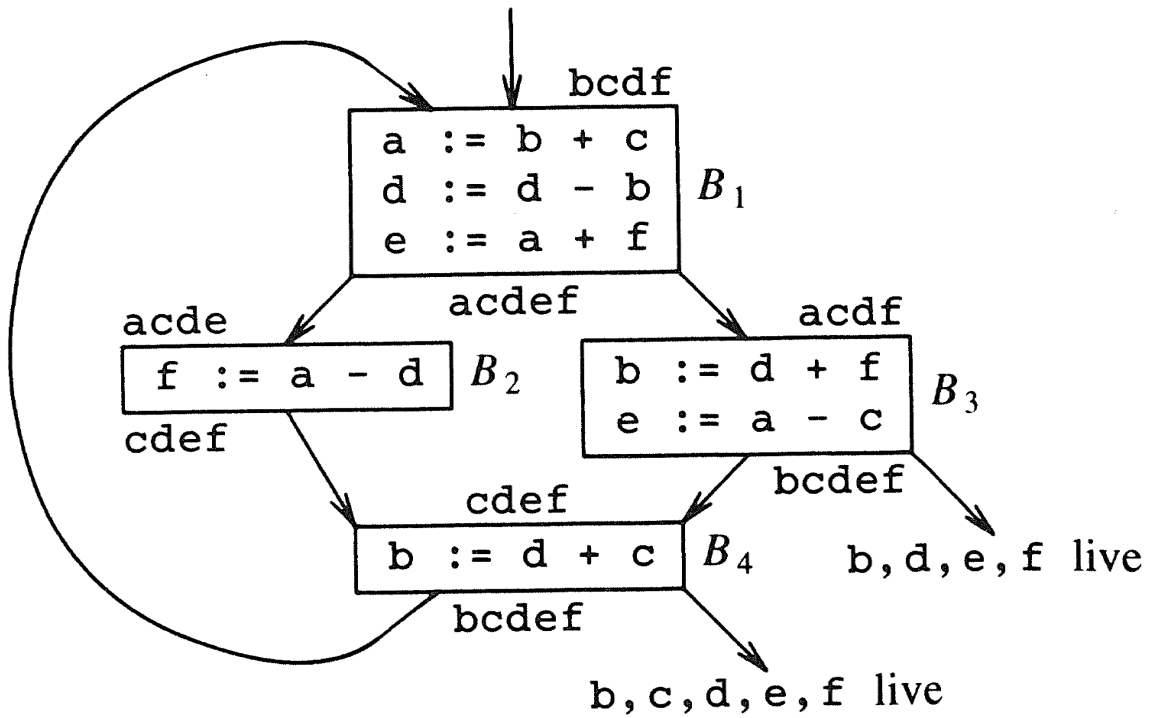 bcdf
a := b + c
d := d - b
e := a + f
B1
acdef
acde
f := a - d
B2
cdef
acdf
b := d + f
e := a - c
B3
bcdef
b,d,e,f live
cdef
b := d + c
B4
bcdef
b,c,d,e,f live